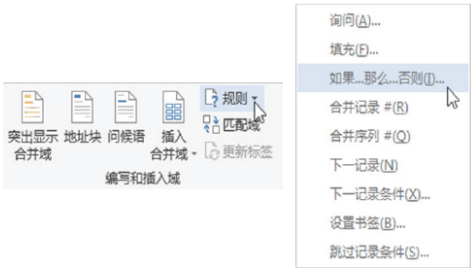 规则
匹配域
更新标签
突出显示
合并域
地址块
问候语
插入
合并域
编写和插入域
询问(A)...
填充(F)...
如果...那么...否则(I)...
合并记录 #(R)
合并序列 #(Q)
下一记录(N)
下一记录条件(X)...
设置书签(B)...
跳过记录条件(S)...